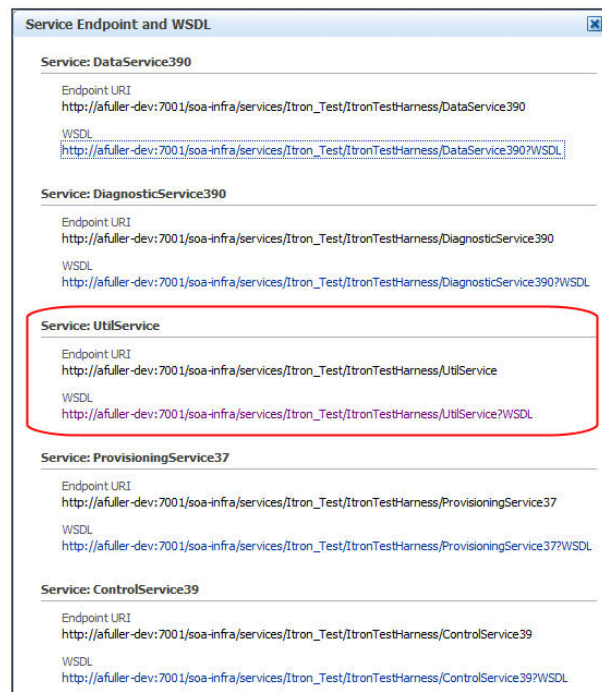 Service Endpoint and WSDL
Service: DataService390
Endpoint URI
http://afuller-dev:7001/soa-infra/services/Itron_Test/ItronTestHarness/DataService390
WSDL
http://afuller-dev:7001/soa-infra/services/Itron_Test/ItronTestHarness/DataService390?WSDL
Service: DiagnosticService390
Endpoint URI
http://afuller-dev:7001/soa-infra/services/Itron_Test/ItronTestHarness/DiagnosticService390
WSDL
http://afuller-dev:7001/soa-infra/services/Itron_Test/ItronTestHarness/DiagnosticService390?WSDL
Service: UtilService
Endpoint URI
http://afuller-dev:7001/soa-infra/services/Itron_Test/ItronTestHarness/UtilService
WSDL
http://afuller-dev:7001/soa-infra/services/Itron_Test/ItronTestHarness/UtilService?WSDL
Service: ProvisioningService37
Endpoint URI
http://afuller-dev:7001/soa-infra/services/Itron_Test/ItronTestHarness/ProvisioningService37
WSDL
http://afuller-dev:7001/soa-infra/services/Itron_Test/ItronTestHarness/ProvisioningService37?WSDL
Service: ControlService39
Endpoint URI
http://afuller-dev:7001/soa-infra/services/Itron_Test/ItronTestHarness/ControlService39
WSDL
http://afuller-dev:7001/soa-infra/services/Itron_Test/ItronTestHarness/ControlService39?WSDL